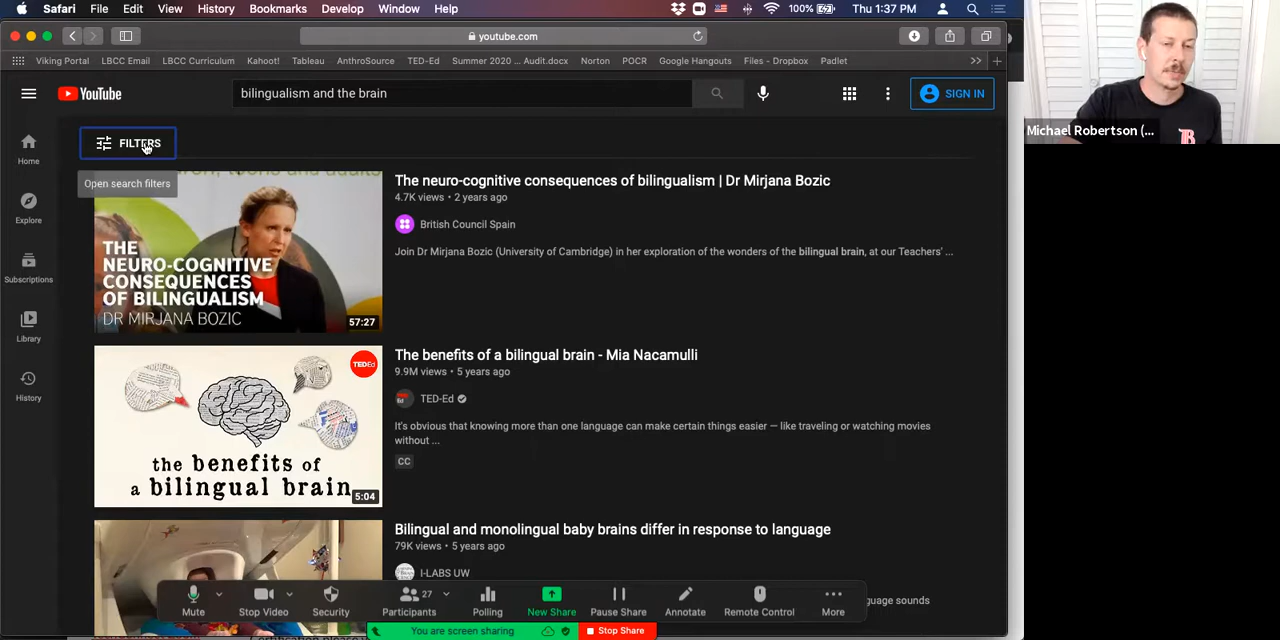 Safari File Edit View History Bookmarks Develop Window Help
100% Thu 1:37 PM
youtube.com
Viking Portal LBCC Email LBCC Curriculum Kahoot! Tableau AnthroSource TED-Ed Summer 2020 ... Audit.docx Norton POCR Google Hangouts Files - Dropbox Padlet >> +
YouTube
bilingualism and the brain
SIGN IN
Michael Robertson (...
FILTERS
Open search filters
Home
Explore
Subscriptions
Library
History
THE
NEURO-COGNITIVE
CONSEQUENCES
OF BILINGUALISM
DR MIRJANA BOZIC
57:27
The neuro-cognitive consequences of bilingualism | Dr Mirjana Bozic
4.7K views • 2 years ago
British Council Spain
Join Dr Mirjana Bozic (University of Cambridge) in her exploration of the wonders of the bilingual brain, at our Teachers' ...
TEDEd
the benefits of
a bilingual brain
5:04
The benefits of a bilingual brain - Mia Nacamulli
9.9M views • 5 years ago
TED-Ed
It's obvious that knowing more than one language can make certain things easier — like traveling or watching movies
without ...
CC
Bilingual and monolingual baby brains differ in response to language
79K views • 5 years ago
I-LABS UW
guage sounds
Mute Stop Video Security Participants 27 Polling New Share Pause Share Annotate Remote Control More
You are screen sharing Stop Share